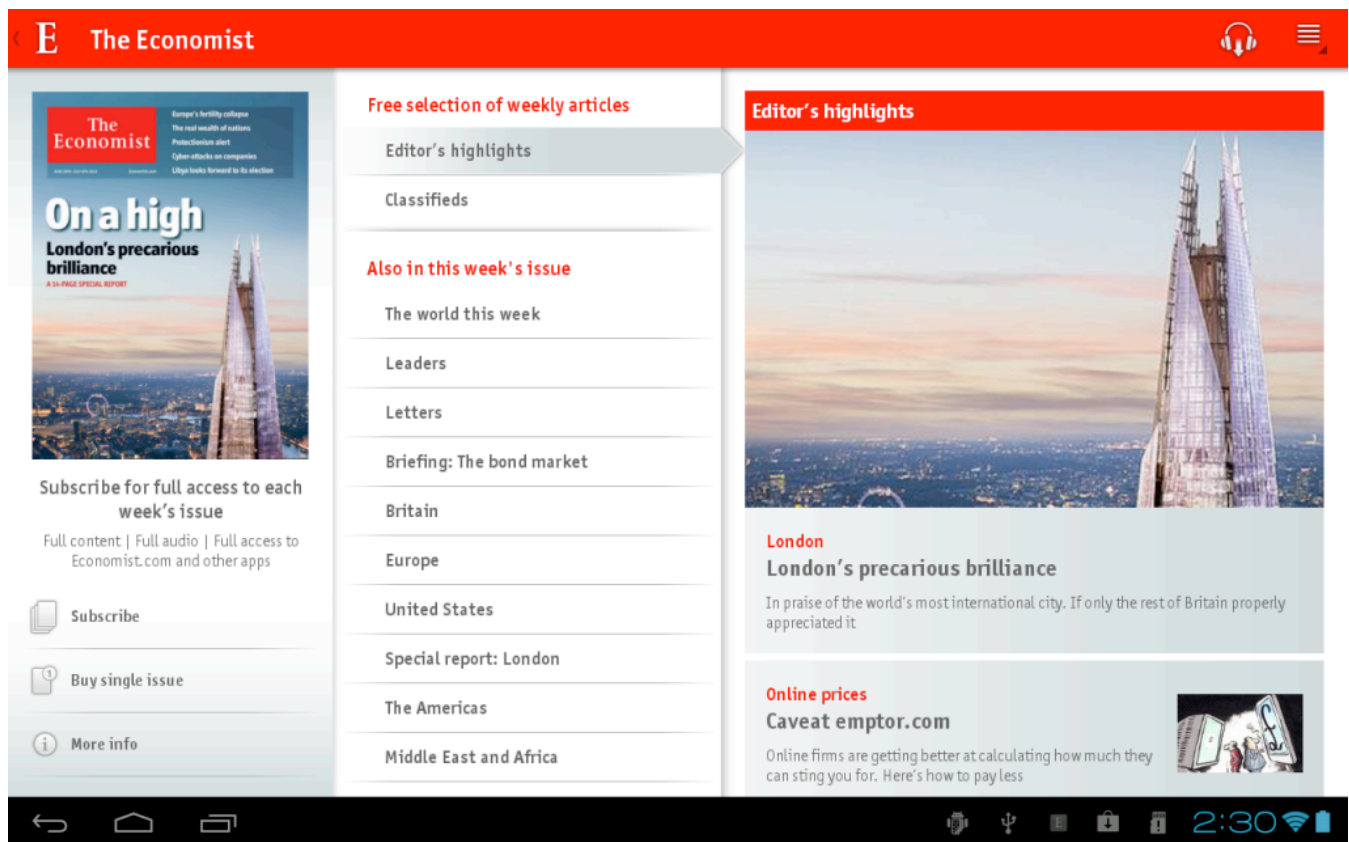 E The Economist
The
Economist
Europe's fertility collapse
The real wealth of nations
Protectionism alert
Cyber-attacks on companies
Libya looks forward to its election
Economist.com
On a high
London's precarious
brilliance
A 14-PAGE SPECIAL REPORT
Subscribe for full access to each
week's issue
Full content | Full audio | Full access to
Economist.com and other apps
Subscribe
1
Buy single issue
i
More info
Free selection of weekly articles
Editor's highlights
Classifieds
Also in this week's issue
The world this week
Leaders
Letters
Briefing: The bond market
Britain
Europe
United States
Special report: London
The Americas
Middle East and Africa
Editor's highlights
London
London's precarious brilliance
In praise of the world's most international city. If only the rest of Britain properly
appreciated it
Online prices
Caveat emptor.com
Online firms are getting better at calculating how much they
can sting you for. Here's how to pay less
£
E
2:30